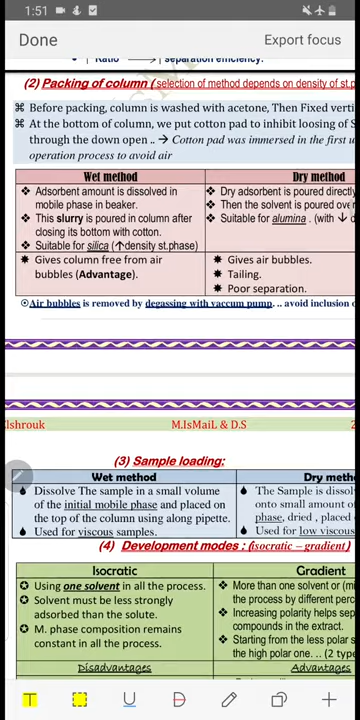 1:51
Done
Export focus
Ratio separation efficiency.
(2) Packing of column ( selection of method depends on density of st.p
⌘ Before packing, column is washed with acetone, Then Fixed verti
⌘ At the bottom of column, we put cotton pad to inhibit loosing of S
through the down open .. → Cotton pad was immersed in the first u
operation process to avoid air
Wet method
Adsorbent amount is dissolved in
mobile phase in beaker.
This slurry is poured in column after
closing its bottom with cotton.
Suitable for silica (↑density st.phase)
Gives column free from air
bubbles (Advantage).
Dry method
Dry adsorbent is poured directly
Then the solvent is poured over
Suitable for alumina . (with ↓ d
Gives air bubbles.
Tailing.
Poor separation.
Air bubbles is removed by degassing with vaccum pump. .. avoid inclusion o
Elshrouk
M.IsMaiL & D.S
2
(3) Sample loading:
Wet method
Dissolve The sample in a small volume
of the initial mobile phase and placed on
the top of the column using along pipette.
Used for viscous samples.
Dry meth
The Sample is dissol
onto small amount o
phase, dried , placed
Used for low viscous
(4) Development modes : (isocratic – gradient)
Isocratic
Using one solvent in all the process.
Solvent must be less strongly
adsorbed than the solute.
M. phase composition remains
constant in all the process.
Disadvantages
Gradient
More than one solvent or (mi
the process by different perc
Increasing polarity helps sep
compounds in the extract.
Starting from the less polar s
the high polar one .. (2 type
Advantages
T
U
D